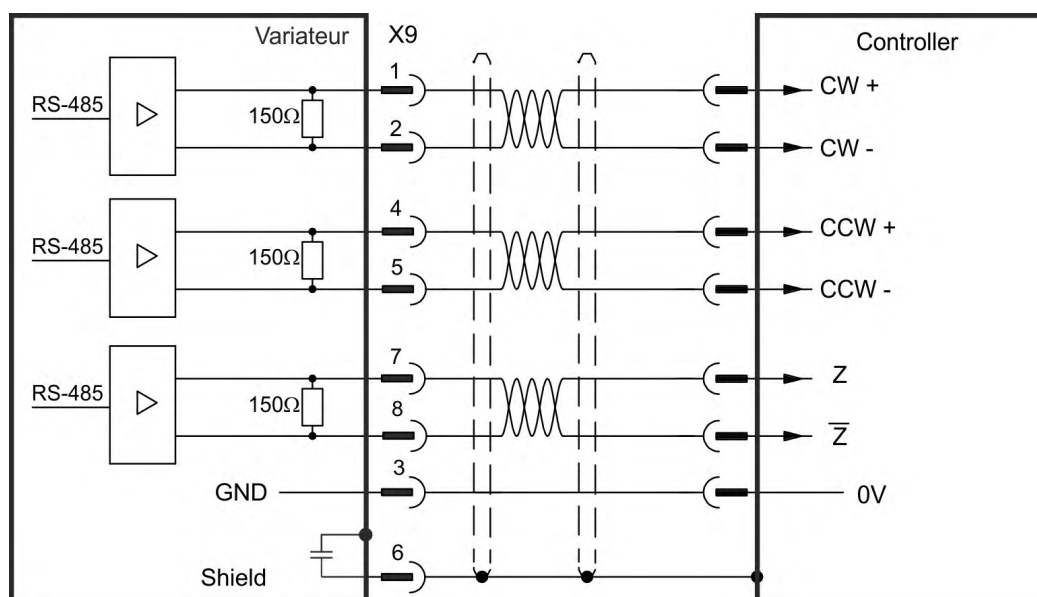 Variateur
X9
Controller
1
CW +
RS-485
150Ω
2
CW -
4
CCW +
RS-485
150Ω
5
CCW -
7
Z
RS-485
150Ω
8
Z̅
3
GND
0V
6
Shield